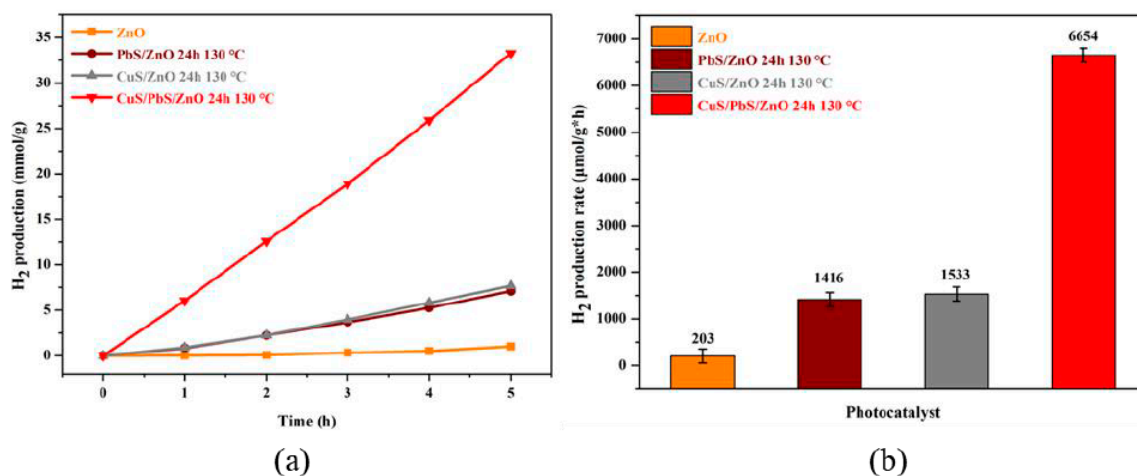 35
30
25
20
15
10
5
0
H₂ production (mmol/g)
ZnO
PbS/ZnO 24h 130 °C
CuS/ZnO 24h 130 °C
CuS/PbS/ZnO 24h 130 °C
0 1 2 3 4 5
Time (h)
(a)
7000
6000
5000
4000
3000
2000
1000
0
H₂ production rate (μmol/g*h)
ZnO
PbS/ZnO 24h 130 °C
CuS/ZnO 24h 130 °C
CuS/PbS/ZnO 24h 130 °C
203
1416
1533
6654
Photocatalyst
(b)